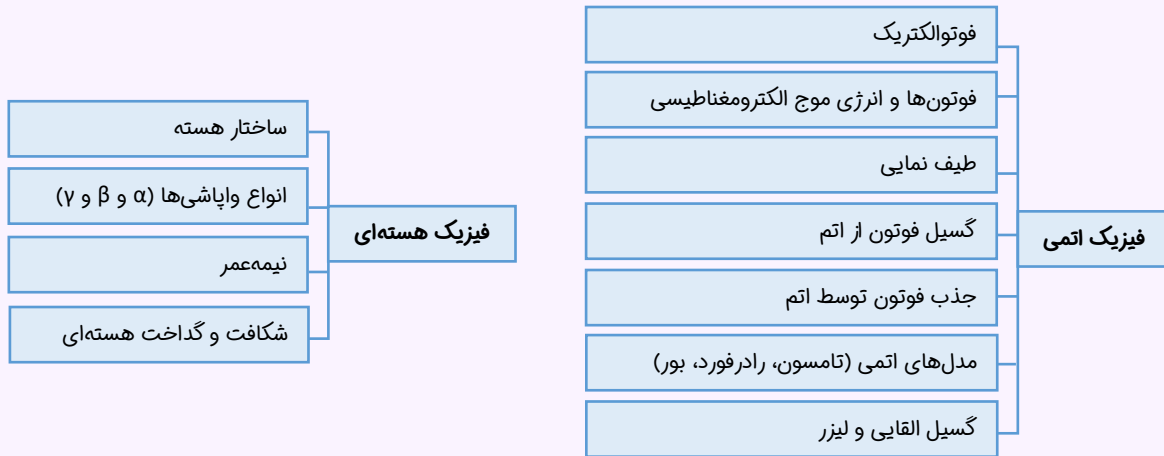 فیزیک اتمی
فوتوالکتریک
فوتون‌ها و انرژی موج الکترومغناطیسی
طیف نمایی
گسیل فوتون از اتم
جذب فوتون توسط اتم
مدل‌های اتمی (تامسون، رادرفورد، بور)
گسیل القایی و لیزر
فیزیک هسته‌ای
ساختار هسته
انواع واپاشی‌ها (α و β و γ)
نیمه‌عمر
شکافت و گداخت هسته‌ای